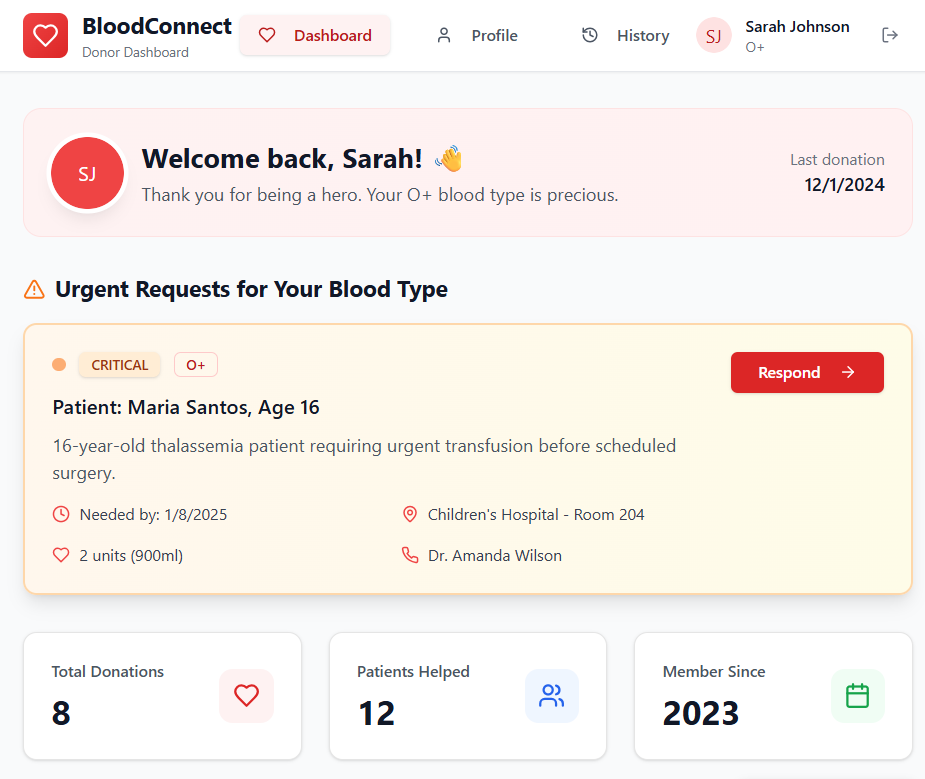 BloodConnect
Donor Dashboard
Dashboard
Profile
History
SJ
Sarah Johnson
O+
SJ
Welcome back, Sarah! 👋
Thank you for being a hero. Your O+ blood type is precious.
Last donation
12/1/2024
Urgent Requests for Your Blood Type
CRITICAL
O+
Respond
Patient: Maria Santos, Age 16
16-year-old thalassemia patient requiring urgent transfusion before scheduled
surgery.
Needed by: 1/8/2025
Children's Hospital - Room 204
2 units (900ml)
Dr. Amanda Wilson
Total Donations
8
Patients Helped
12
Member Since
2023